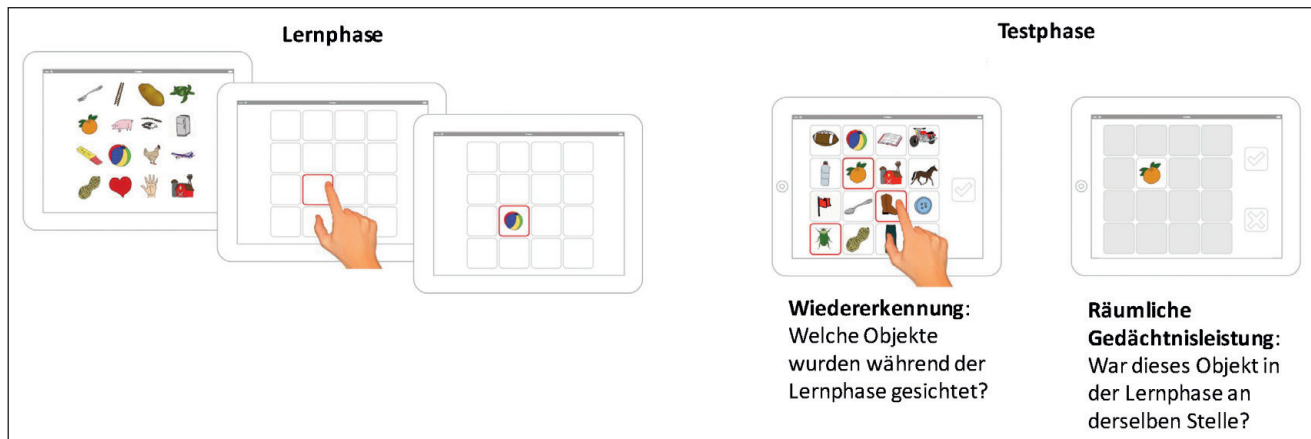 Lernphase
Testphase
Wiedererkennung:
Welche Objekte
wurden während der
Lernphase gesichtet?
Räumliche
Gedächtnisleistung:
War dieses Objekt in
der Lernphase an
derselben Stelle?